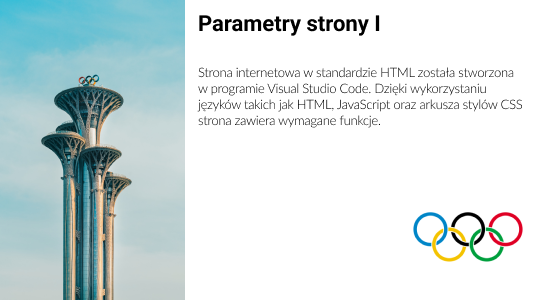 Parametry strony I
Strona internetowa w standardzie HTML została stworzona
w programie Visual Studio Code. Dzięki wykorzystaniu
języków takich jak HTML, JavaScript oraz arkusza stylów CSS
strona zawiera wymagane funkcje.